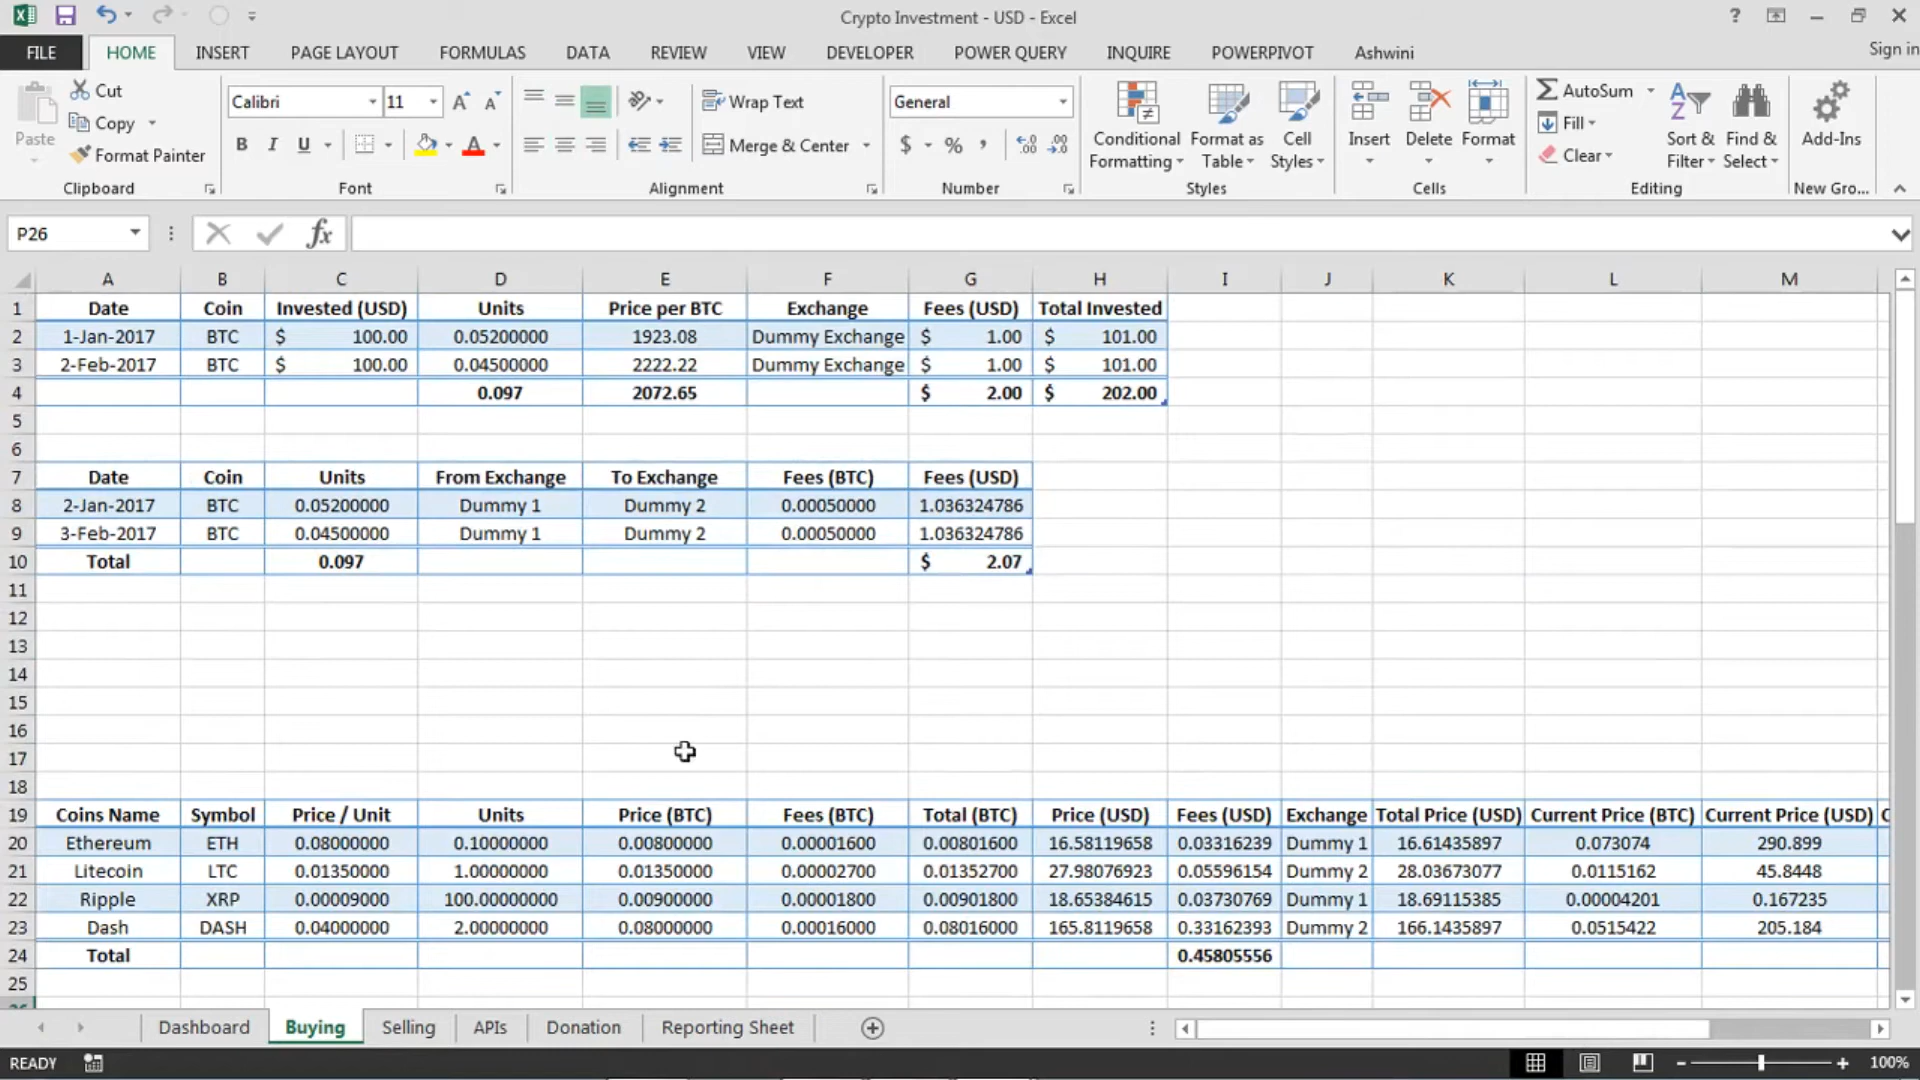 Crypto Investment - USD - Excel
?
FILE HOME INSERT PAGE LAYOUT FORMULAS DATA REVIEW VIEW DEVELOPER POWER QUERY INQUIRE POWERPIVOT Ashwini Sign in
Paste
Cut
Copy
Format Painter
Clipboard
Calibri 11
B I U
Font
Wrap Text
Merge & Center
Alignment
General
$ % ,
Number
Conditional Formatting
Format as Table
Cell Styles
Styles
Insert
Delete
Format
Cells
AutoSum
Fill
Clear
Sort & Filter
Find & Select
Editing
Add-Ins
New Gro...
P26 fx
A B C D E F G H I J K L M
1 Date Coin Invested (USD) Units Price per BTC Exchange Fees (USD) Total Invested
2 1-Jan-2017 BTC $ 100.00 0.05200000 1923.08 Dummy Exchange $ 1.00 $ 101.00
3 2-Feb-2017 BTC $ 100.00 0.04500000 2222.22 Dummy Exchange $ 1.00 $ 101.00
4 0.097 2072.65 $ 2.00 $ 202.00
5
6
7 Date Coin Units From Exchange To Exchange Fees (BTC) Fees (USD)
8 2-Jan-2017 BTC 0.05200000 Dummy 1 Dummy 2 0.00050000 1.036324786
9 3-Feb-2017 BTC 0.04500000 Dummy 1 Dummy 2 0.00050000 1.036324786
10 Total 0.097 $ 2.07
11
12
13
14
15
16
17
18
19 Coins Name Symbol Price / Unit Units Price (BTC) Fees (BTC) Total (BTC) Price (USD) Fees (USD) Exchange Total Price (USD) Current Price (BTC) Current Price (USD) C
20 Ethereum ETH 0.08000000 0.10000000 0.00800000 0.00001600 0.00801600 16.58119658 0.03316239 Dummy 1 16.61435897 0.073074 290.899
21 Litecoin LTC 0.01350000 1.00000000 0.01350000 0.00002700 0.01352700 27.98076923 0.05596154 Dummy 2 28.03673077 0.0115162 45.8448
22 Ripple XRP 0.00009000 100.00000000 0.00900000 0.00001800 0.00901800 18.65384615 0.03730769 Dummy 1 18.69115385 0.00004201 0.167235
23 Dash DASH 0.04000000 2.00000000 0.08000000 0.00016000 0.08016000 165.8119658 0.33162393 Dummy 2 166.1435897 0.0515422 205.184
24 Total 0.45805556
25
Dashboard Buying Selling APIs Donation Reporting Sheet
READY 100%